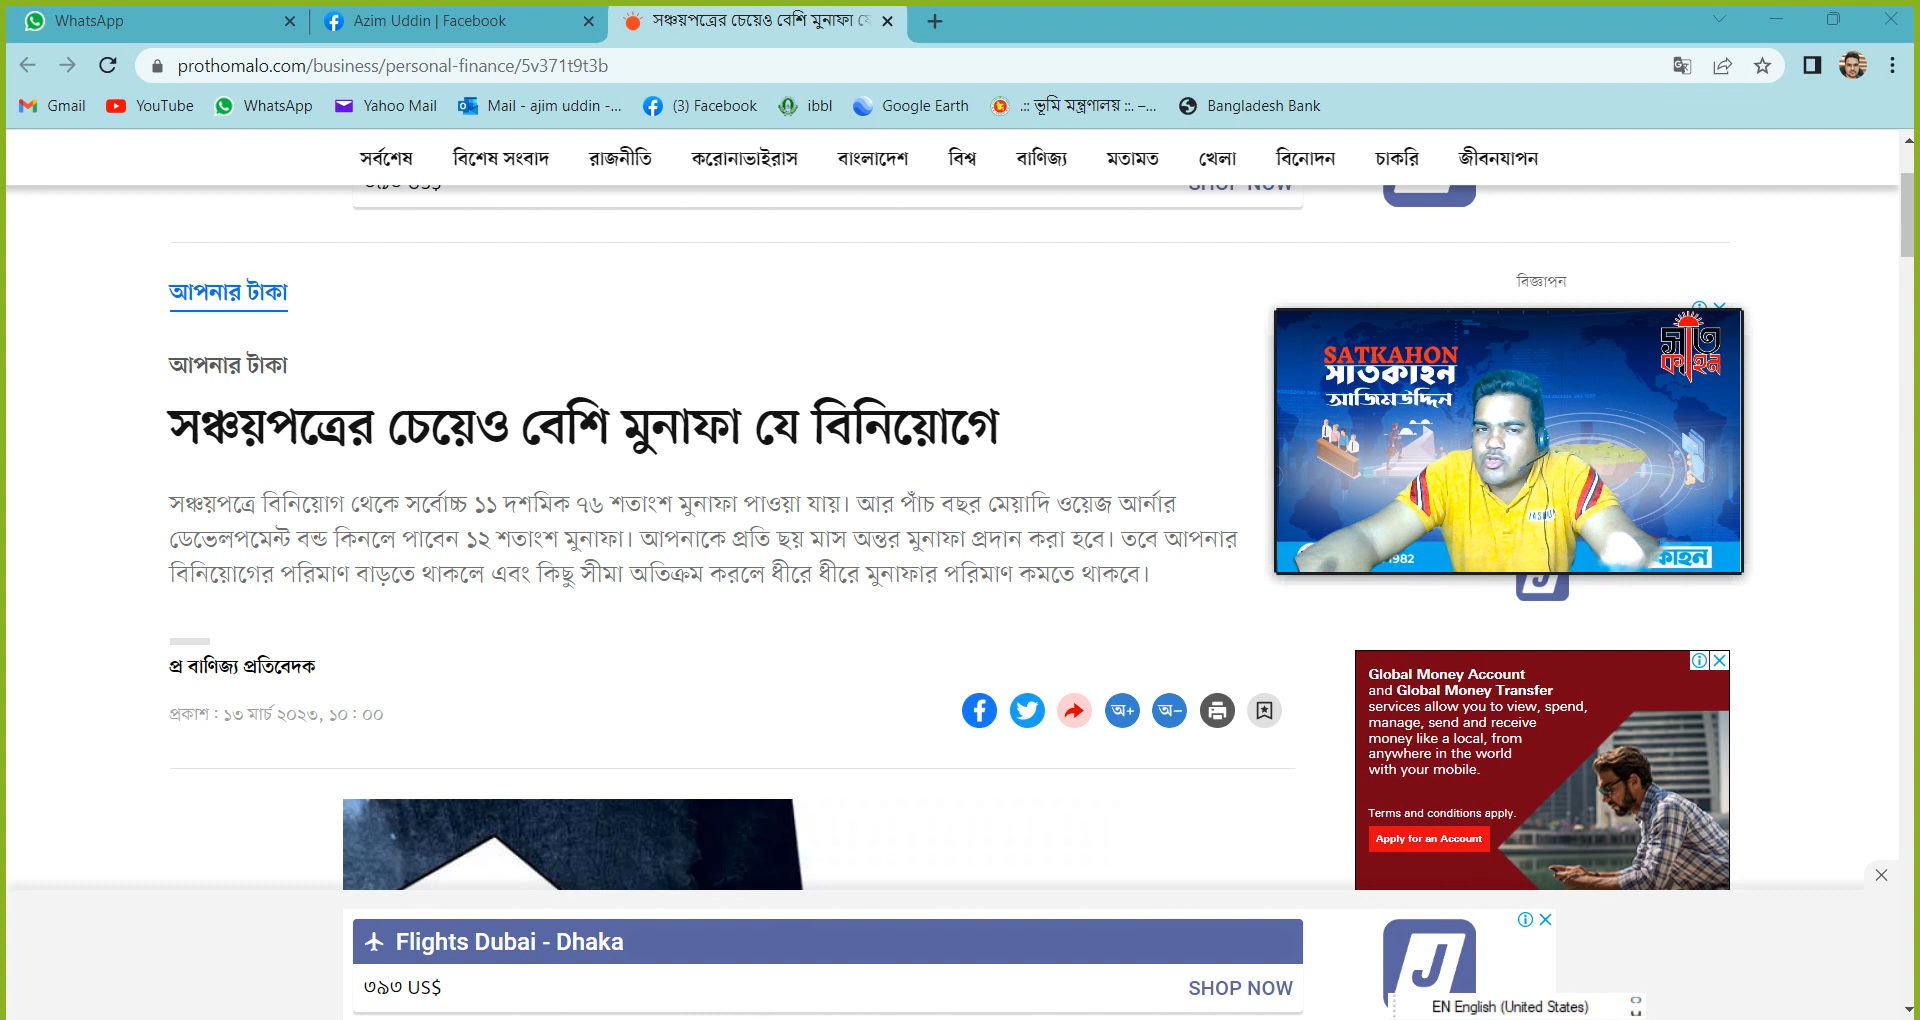 WhatsApp
Azim Uddin | Facebook
সঞ্চয়পত্রের চেয়েও বেশি মুনাফা যে
prothomalo.com/business/personal-finance/5v371t9t3b
Gmail YouTube WhatsApp Yahoo Mail Mail - ajim uddin -... (3) Facebook ibbl Google Earth .:: ভূমি মন্ত্রণালয় ::. –... Bangladesh Bank
সর্বশেষ বিশেষ সংবাদ রাজনীতি করোনাভাইরাস বাংলাদেশ বিশ্ব বাণিজ্য মতামত খেলা বিনোদন চাকরি জীবনযাপন
৩৯৩ US$ SHOP NOW
আপনার টাকা
বিজ্ঞাপন
আপনার টাকা
সঞ্চয়পত্রের চেয়েও বেশি মুনাফা যে বিনিয়োগে
সঞ্চয়পত্রে বিনিয়োগ থেকে সর্বোচ্চ ১১ দশমিক ৭৬ শতাংশ মুনাফা পাওয়া যায়। আর পাঁচ বছর মেয়াদি ওয়েজ আর্নার
ডেভেলপমেন্ট বন্ড কিনলে পাবেন ১২ শতাংশ মুনাফা। আপনাকে প্রতি ছয় মাস অন্তর মুনাফা প্রদান করা হবে। তবে আপনার
বিনিয়োগের পরিমাণ বাড়তে থাকলে এবং কিছু সীমা অতিক্রম করলে ধীরে ধীরে মুনাফার পরিমাণ কমতে থাকবে।
SATKAHON
সাতকাহন
আজিম উদ্দিন
সাত
কাহন
1982
কাহন
প্র বাণিজ্য প্রতিবেদক
প্রকাশ : ১৩ মার্চ ২০২৩, ১০ : ০০
অ+ অ–
Global Money Account
and Global Money Transfer
services allow you to view, spend,
manage, send and receive
money like a local, from
anywhere in the world
with your mobile.
Terms and conditions apply.
Apply for an Account
Flights Dubai - Dhaka
৩৯৩ US$
SHOP NOW
J
EN English (United States)